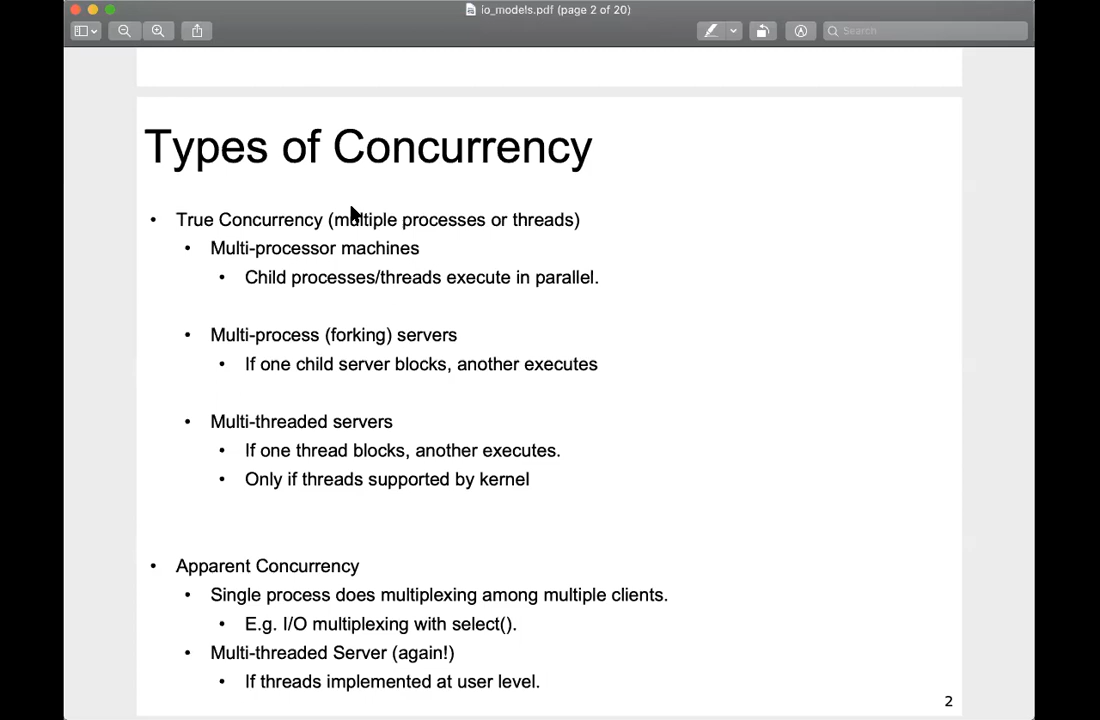 io_models.pdf (page 2 of 20)
Search
Types of Concurrency
• True Concurrency (multiple processes or threads)
• Multi-processor machines
• Child processes/threads execute in parallel.
• Multi-process (forking) servers
• If one child server blocks, another executes
• Multi-threaded servers
• If one thread blocks, another executes.
• Only if threads supported by kernel
• Apparent Concurrency
• Single process does multiplexing among multiple clients.
• E.g. I/O multiplexing with select().
• Multi-threaded Server (again!)
• If threads implemented at user level.
2